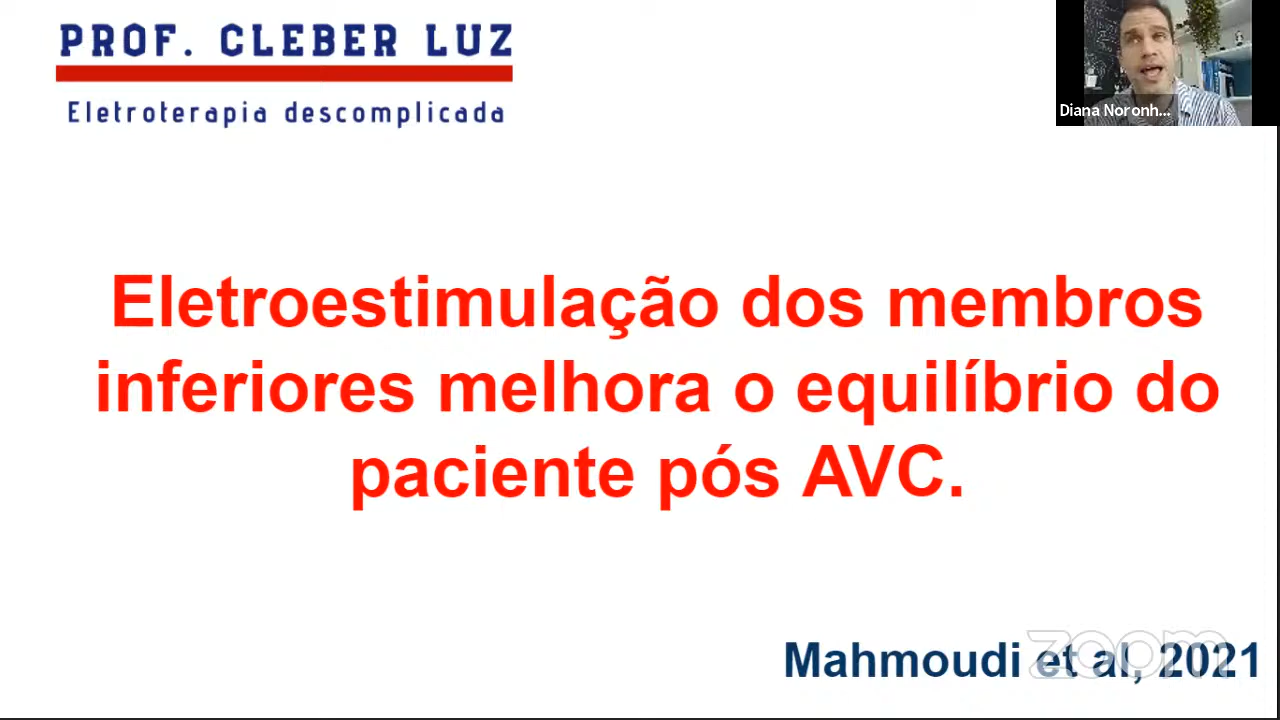 PROF. CLEBER LUZ
Eletroterapia descomplicada
Diana Noronh...
Eletroestimulação dos membros
inferiores melhora o equilíbrio do
paciente pós AVC.
Mahmoudi et al, 2021
zoom